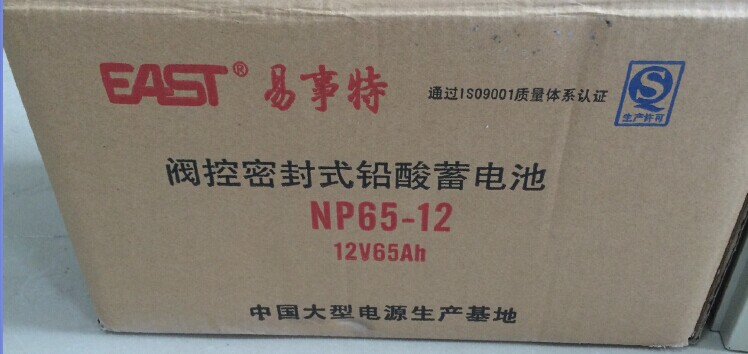 EAST® 易事特 通过ISO9001质量体系认证 QS 生产许可
阀控密封式铅酸蓄电池
NP65-12
12V65Ah
中国大型电源生产基地